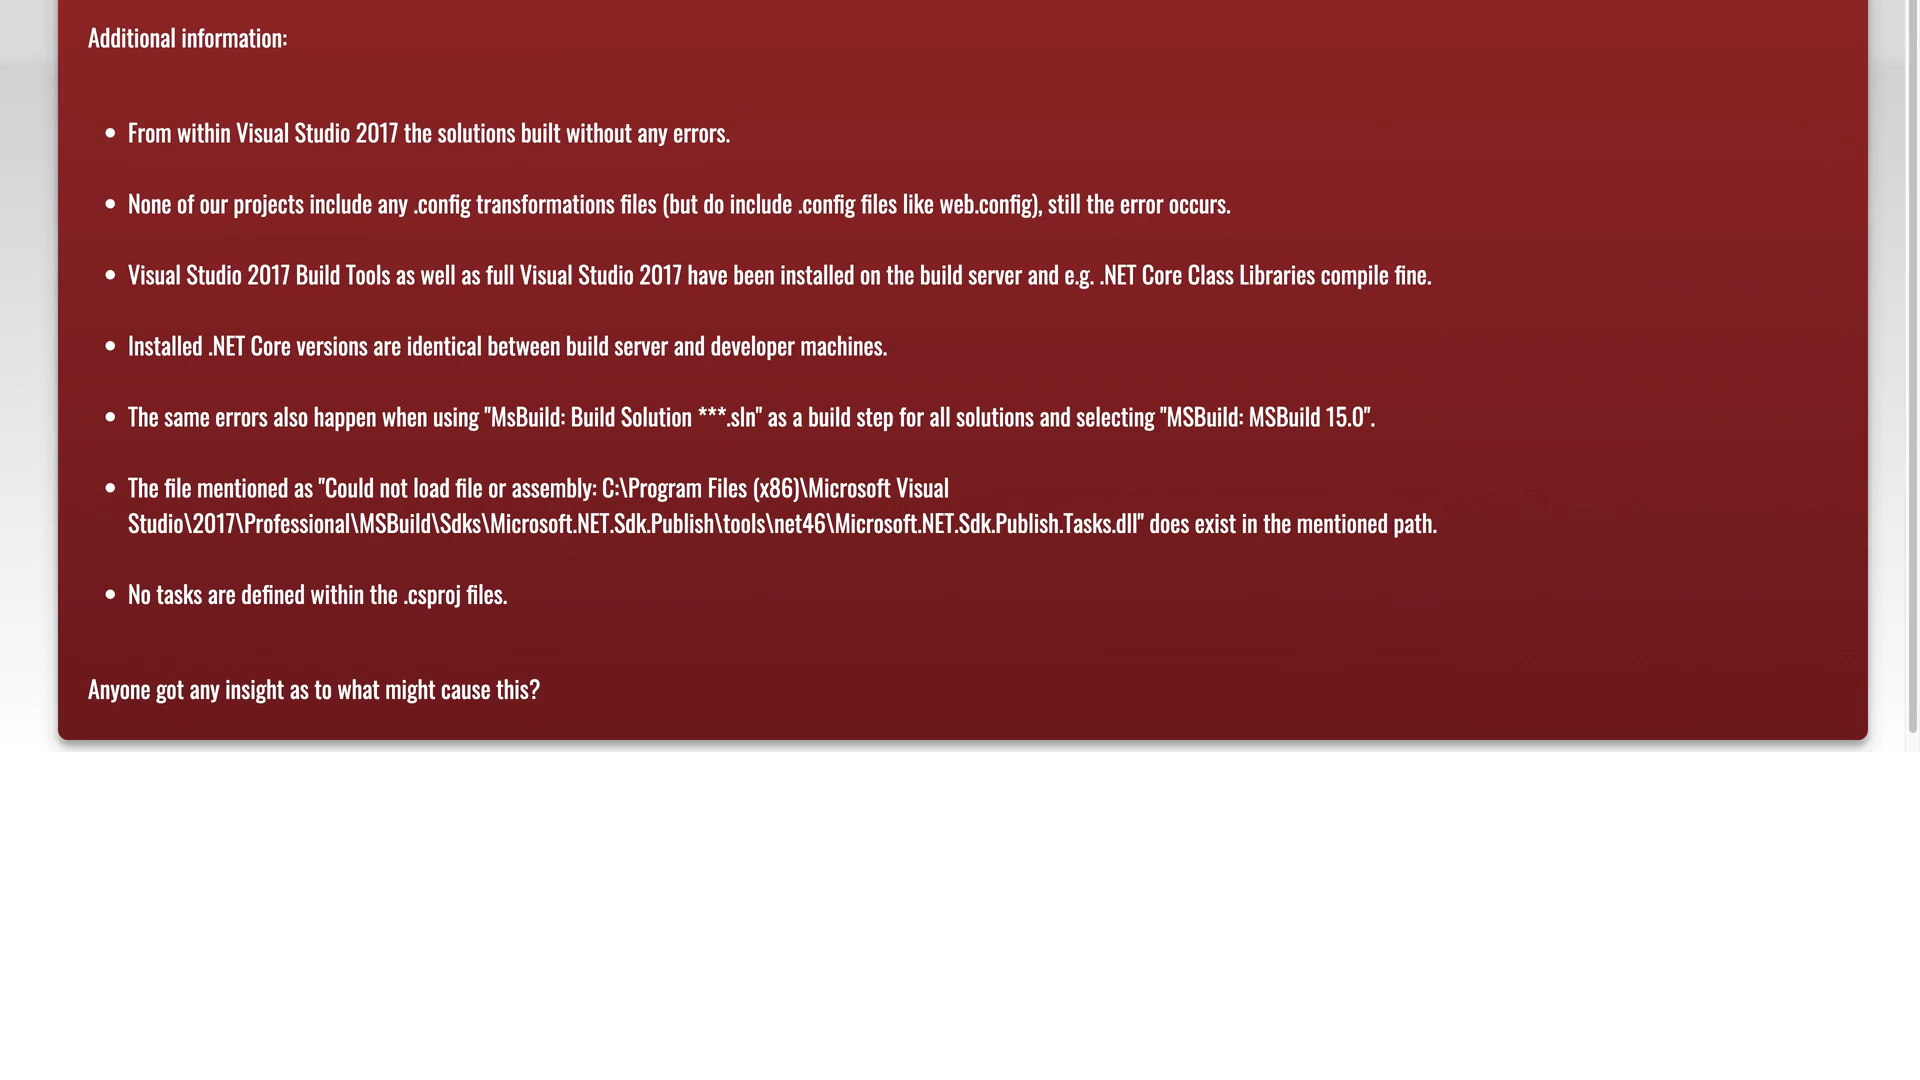 Additional information:
From within Visual Studio 2017 the solutions built without any errors.
None of our projects include any .config transformations files (but do include .config files like web.config), still the error occurs.
Visual Studio 2017 Build Tools as well as full Visual Studio 2017 have been installed on the build server and e.g. .NET Core Class Libraries compile fine.
Installed .NET Core versions are identical between build server and developer machines.
The same errors also happen when using "MsBuild: Build Solution ***.sln" as a build step for all solutions and selecting "MSBuild: MSBuild 15.0".
The file mentioned as "Could not load file or assembly: C:\Program Files (x86)\Microsoft Visual
Studio\2017\Professional\MSBuild\Sdks\Microsoft.NET.Sdk.Publish\tools\net46\Microsoft.NET.Sdk.Publish.Tasks.dll" does exist in the mentioned path.
No tasks are defined within the .csproj files.
Anyone got any insight as to what might cause this?